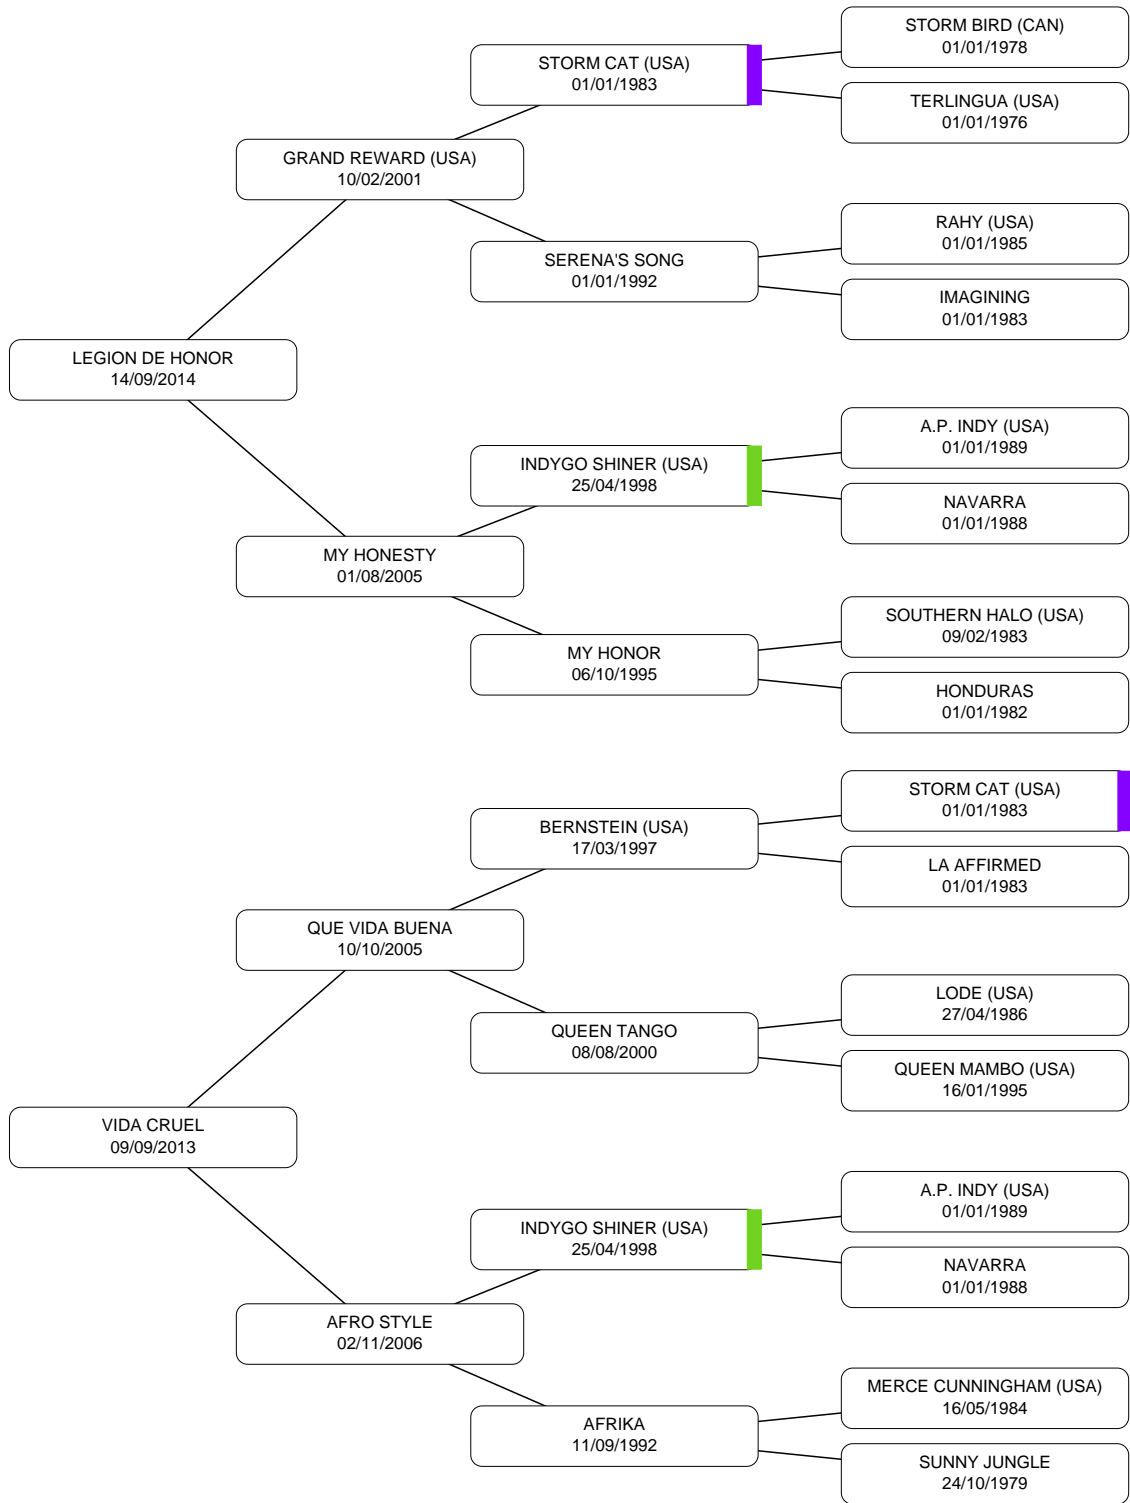 STORM BIRD (CAN)
01/01/1978
STORM CAT (USA)
01/01/1983
TERLINGUA (USA)
01/01/1976
GRAND REWARD (USA)
10/02/2001
RAHY (USA)
01/01/1985
SERENA'S SONG
01/01/1992
IMAGINING
01/01/1983
LEGION DE HONOR
14/09/2014
A.P. INDY (USA)
01/01/1989
INDYGO SHINER (USA)
25/04/1998
NAVARRA
01/01/1988
MY HONESTY
01/08/2005
SOUTHERN HALO (USA)
09/02/1983
MY HONOR
06/10/1995
HONDURAS
01/01/1982
STORM CAT (USA)
01/01/1983
BERNSTEIN (USA)
17/03/1997
LA AFFIRMED
01/01/1983
QUE VIDA BUENA
10/10/2005
LODE (USA)
27/04/1986
QUEEN TANGO
08/08/2000
QUEEN MAMBO (USA)
16/01/1995
VIDA CRUEL
09/09/2013
A.P. INDY (USA)
01/01/1989
INDYGO SHINER (USA)
25/04/1998
NAVARRA
01/01/1988
AFRO STYLE
02/11/2006
MERCE CUNNINGHAM (USA)
16/05/1984
AFRIKA
11/09/1992
SUNNY JUNGLE
24/10/1979